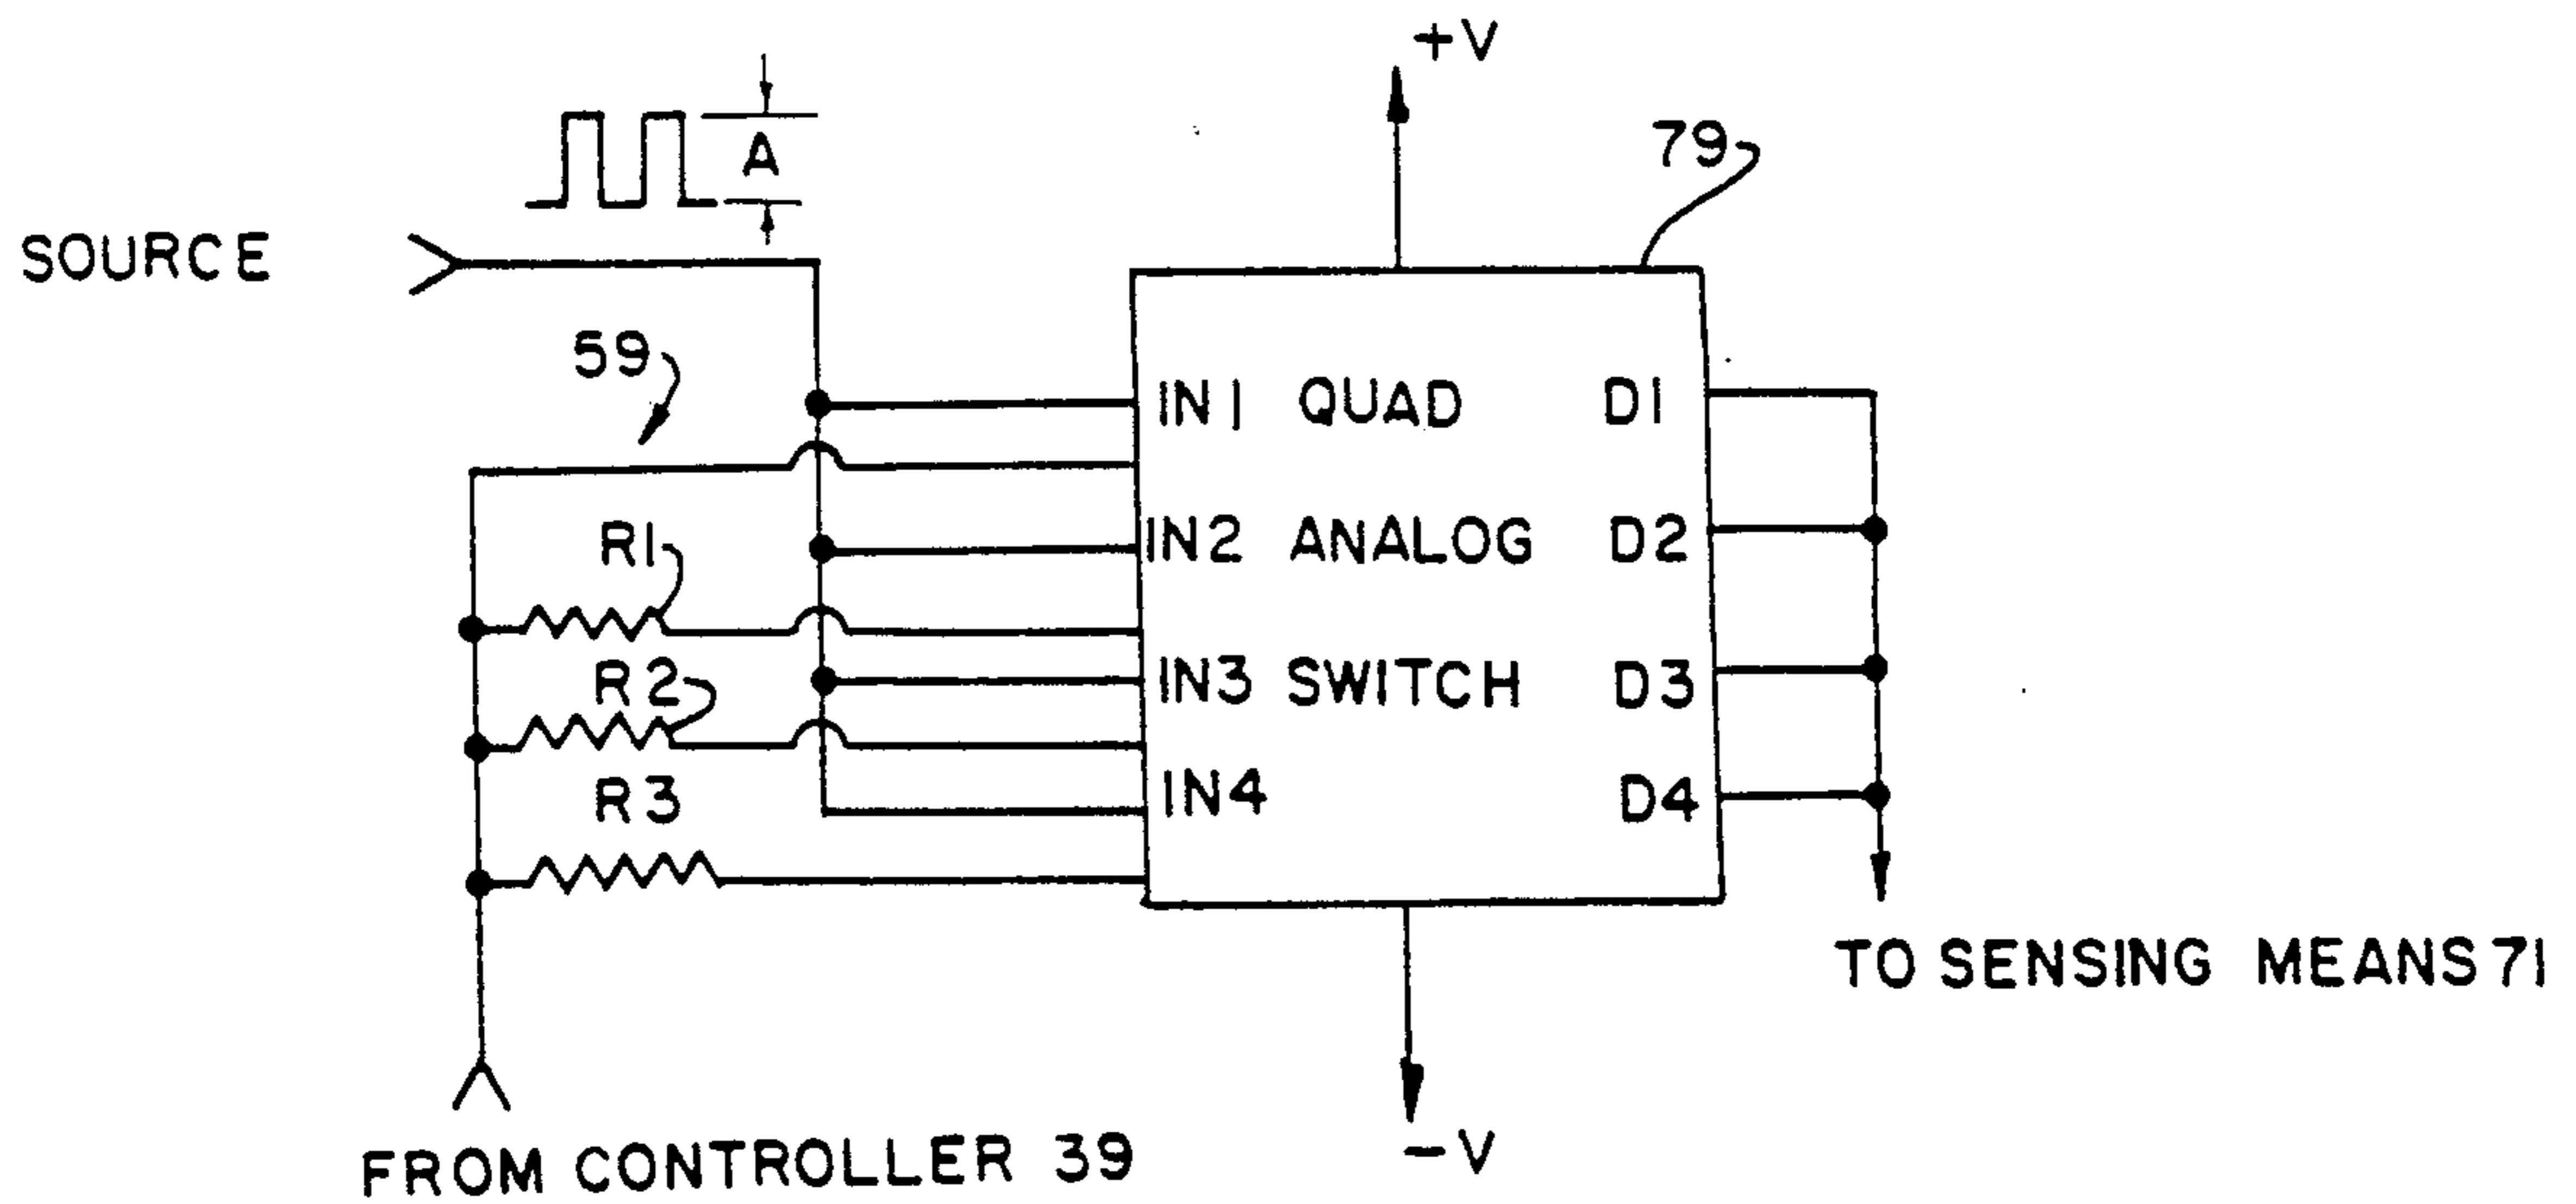 +V
79
A
SOURCE
59
IN1 QUAD D1
R1
IN2 ANALOG D2
R2
IN3 SWITCH D3
R3
IN4 D4
TO SENSING MEANS 71
-V
FROM CONTROLLER 39